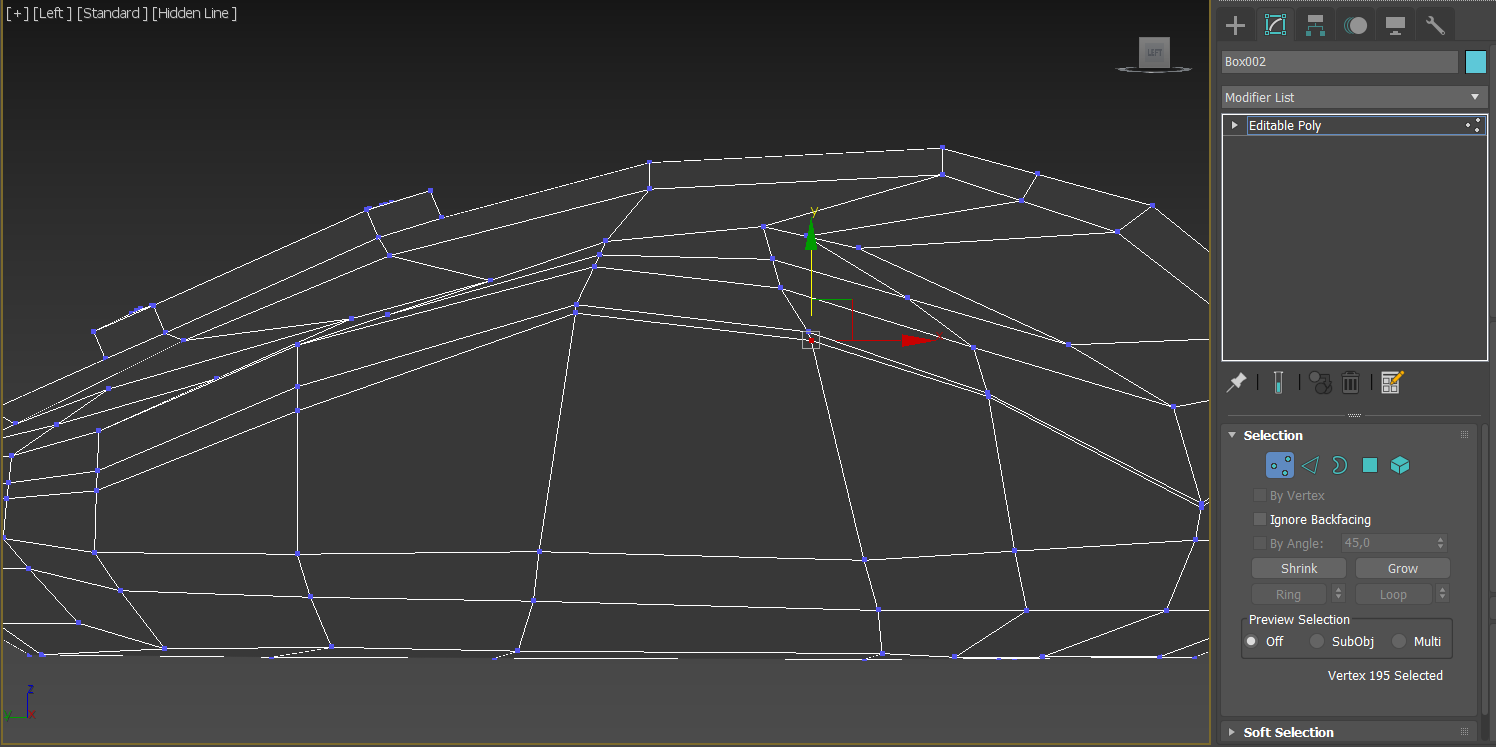 [+] [Left ] [Standard ] [Hidden Line ]
LEFT
y
x
z
y
x
Box002
Modifier List
Editable Poly
Selection
By Vertex
Ignore Backfacing
By Angle: 45,0
Shrink Grow
Ring Loop
Preview Selection
Off SubObj Multi
Vertex 195 Selected
Soft Selection